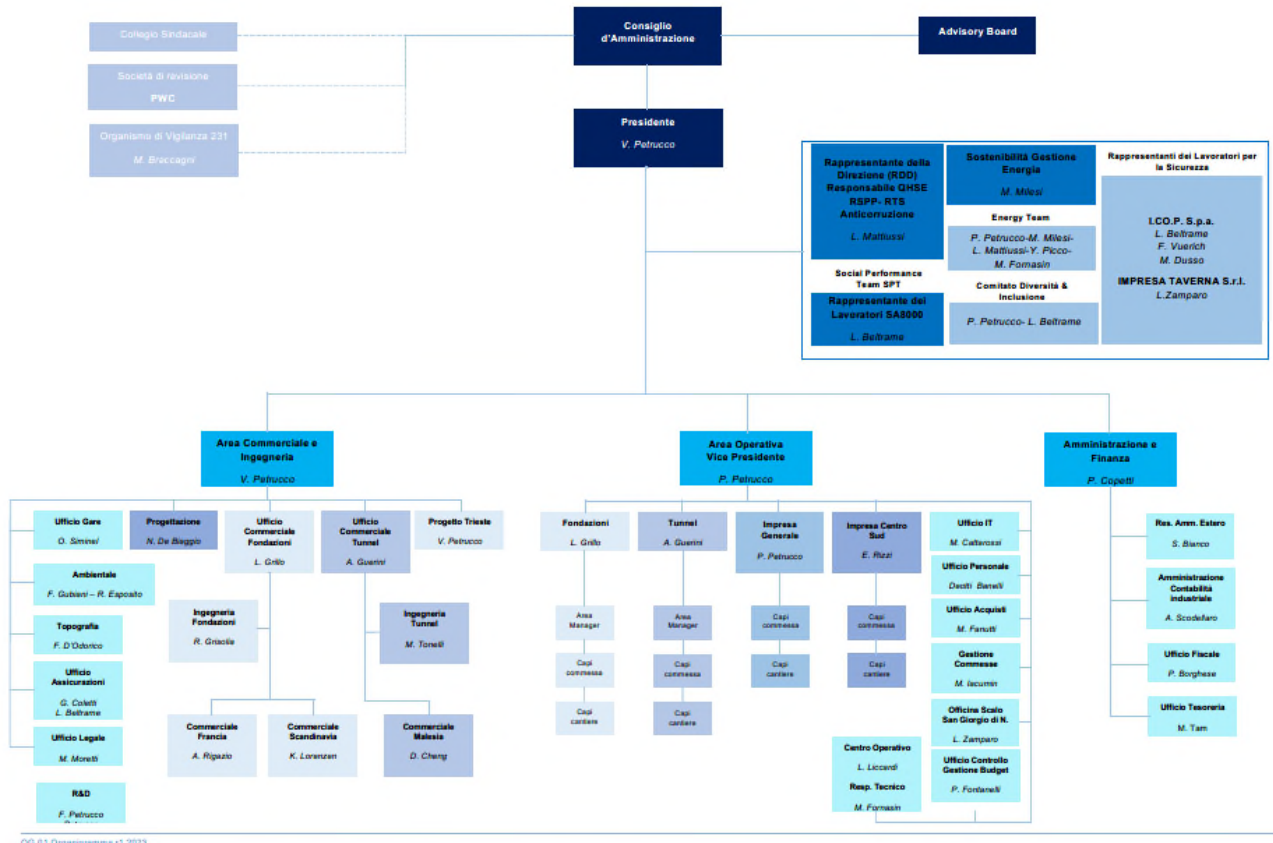 Collegio Sindacale
Società di revisione
PWC
Organismo di Vigilanza 231
M. Braccagni
Consiglio
d'Amministrazione
Advisory Board
Presidente
V. Petrucco
Rappresentante della
Direzione (RDD)
Responsabile QHSE
RSPP- RTS
Anticorruzione
L. Mattiussi
Social Performance
Team SPT
Rappresentante dei
Lavoratori SA8000
L. Beltrame
Sostenibilità Gestione
Energia
M. Milesi
Energy Team
P. Petrucco-M. Milesi-
L. Mattiussi-Y. Picco-
M. Fornasin
Comitato Diversità &
Inclusione
P. Petrucco- L. Beltrame
Rappresentanti dei Lavoratori per
la Sicurezza
I.CO.P. S.p.a.
L. Beltrame
F. Vuerich
M. Dusso
IMPRESA TAVERNA S.r.l.
L.Zamparo
Area Commerciale e
Ingegneria
V. Petrucco
Area Operativa
Vice Presidente
P. Petrucco
Amministrazione e
Finanza
P. Copetti
Ufficio Gare
O. Siminel
Ambientale
F. Gubiani – R. Esposito
Topografia
F. D'Odorico
Ufficio
Assicurazioni
G. Coletti
L. Beltrame
Ufficio Legale
M. Moretti
R&D
F. Petrucco
Progettazione
N. De Bieggio
Ufficio
Commerciale
Fondazioni
L. Grillo
Ingegneria
Fondazioni
R. Grisolie
Commerciale
Francia
A. Rigazio
Commerciale
Scandinavia
K. Lorenzen
Ufficio
Commerciale
Tunnel
A. Guerini
Ingegneria
Tunnel
M. Tonelli
Commerciale
Malesia
D. Cheng
Progetto Trieste
V. Petrucco
Fondazioni
L. Grillo
Area
Manager
Capi
commessa
Capi
cantiere
Tunnel
A. Guerini
Area
Manager
Capi
commessa
Capi
cantiere
Impresa
Generale
P. Petrucco
Capi
commessa
Capi
cantiere
Impresa Centro
Sud
E. Rizzi
Capi
commessa
Capi
cantiere
Centro Operativo
L. Liccardi
Resp. Tecnico
M. Fornasin
Ufficio IT
M. Catterossi
Ufficio Personale
Deotti Banelli
Ufficio Acquisti
M. Fanutti
Gestione
Commesse
M. Iacumin
Officina Scalo
San Giorgio di N.
L. Zamparo
Ufficio Controllo
Gestione Budget
P. Fontanelli
Res. Amm. Estero
S. Bianco
Amministrazione
Contabilità
industriale
A. Scodellaro
Ufficio Fiscale
P. Borghese
Ufficio Tesoreria
M. Tam